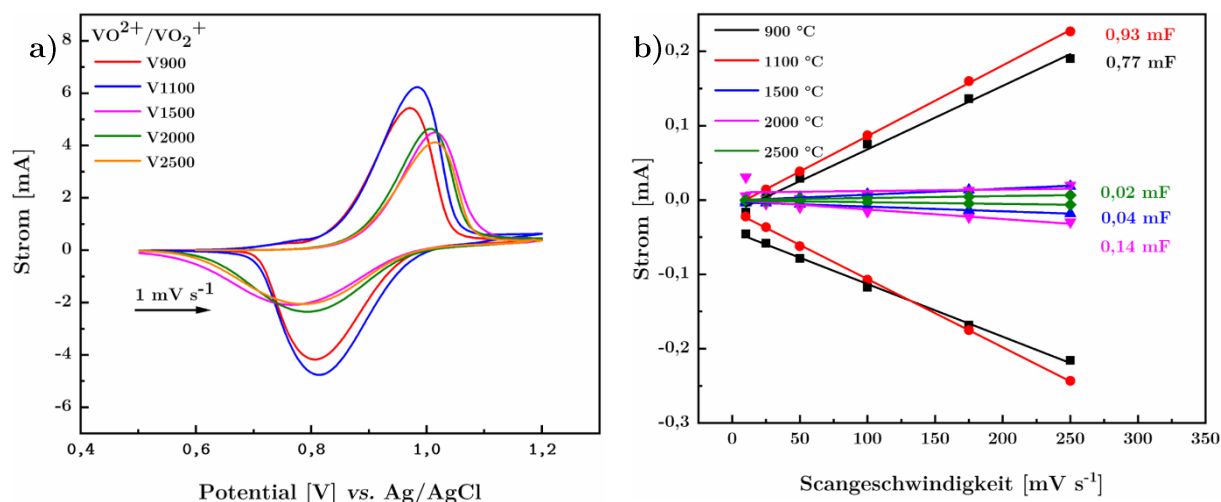 a)
VO²⁺/VO₂⁺
V900
V1100
V1500
V2000
V2500
1 mV s⁻¹
8
6
4
2
0
-2
-4
-6
Strom [mA]
0,4
0,6
0,8
1,0
1,2
Potential [V] vs. Ag/AgCl
b)
900 °C
1100 °C
1500 °C
2000 °C
2500 °C
0,93 mF
0,77 mF
0,02 mF
0,04 mF
0,14 mF
0,2
0,1
0,0
-0,1
-0,2
-0,3
Strom [mA]
0
50
100
150
200
250
300
350
Scangeschwindigkeit [mV s⁻¹]